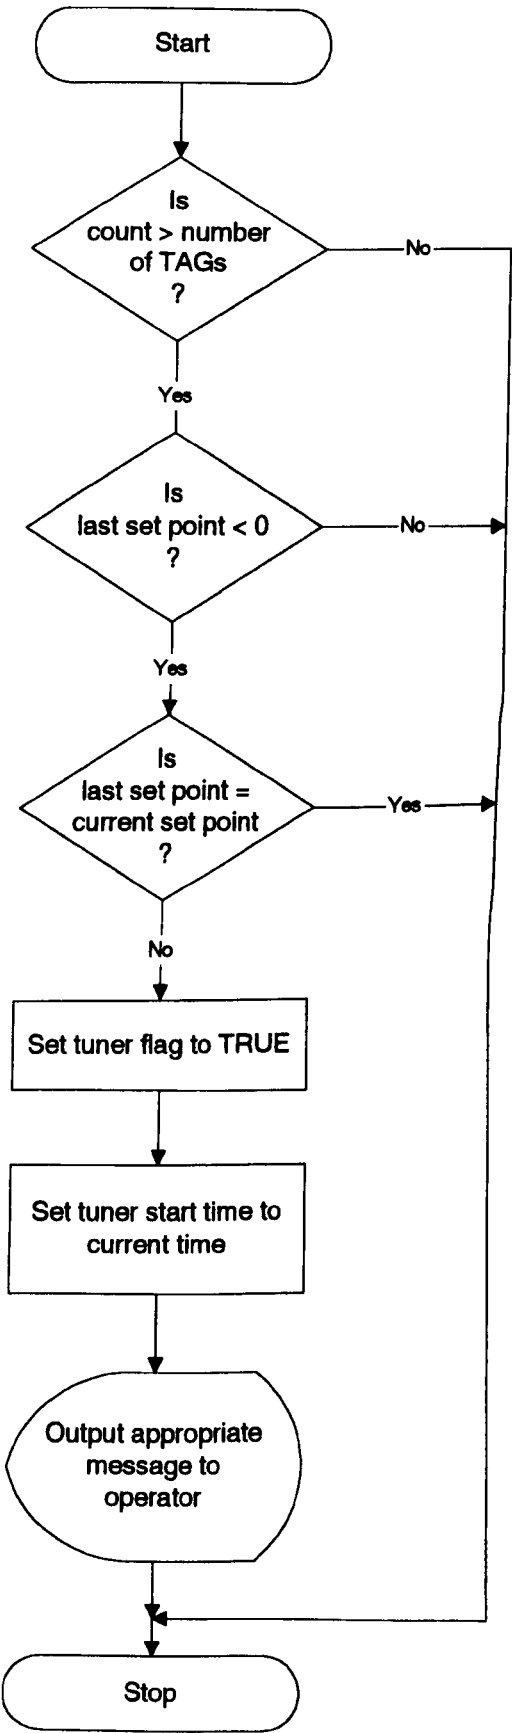 Start
Is
count > number
of TAGs
?
No
Yes
Is
last set point < 0
?
No
Yes
Is
last set point =
current set point
?
Yes
No
Set tuner flag to TRUE
Set tuner start time to
current time
Output appropriate
message to
operator
Stop